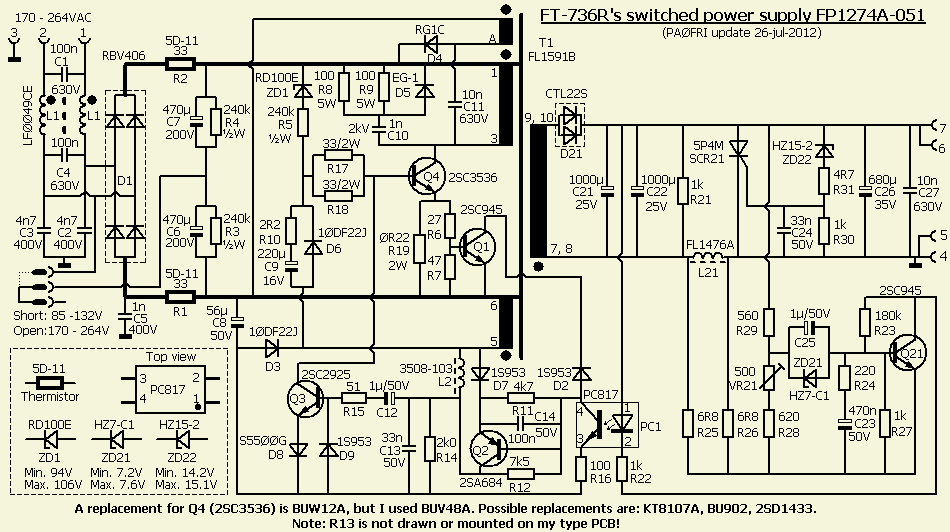 FT-736R's switched power supply FP1274A-051
(PAØFRI update 26-jul-2012)
170 - 264VAC
3 2 1
100n
C1
630V
LFØØ49CE
L1
L1
100n
C4
630V
4n7
C3
400V
4n7
C2
400V
Short: 85 -132V
Open:170 - 264V
RBV406
D1
1n
C5
400V
5D-11
33
R2
470µ
C7
200V
240k
R4
½W
470µ
C6
200V
240k
R3
½W
5D-11
33
R1
RD100E
ZD1
240k
R5
½W
100
R8
5W
100
R9
5W
EG-1
D5
RG1C
D4
10n
C11
630V
1n
2kV
C10
33/2W
R17
33/2W
R18
Q4
2SC3536
2R2
R10
220µ
C9
16V
1ØDF22J
D6
ØR22
R19
2W
27
R6
47
R7
2SC945
Q1
T1
FL1591B
A
1
3
6
5
9, 10
7, 8
CTL22S
D21
1000µ
C21
25V
1000µ
C22
25V
1k
R21
5P4M
SCR21
HZ15-2
ZD22
4R7
R31
33n
C24
50V
1k
R30
680µ
C26
35V
10n
C27
630V
7
6
5
4
FL1476A
L21
56µ
C8
50V
1ØDF22J
D3
2SC2925
Q3
S55ØØG
D8
1S953
D9
51
R15
1µ/50V
C12
33n
C13
50V
2k0
R14
3508-103
L2
1S953
D7
4k7
R11
1S953
D2
C14
100n
50V
Q2
2SA684
7k5
R12
PC817
4
3
1
2
PC1
100
R16
1k
R22
6R8
R25
6R8
R26
560
R29
500
VR21
620
R28
1µ/50V
C25
ZD21
HZ7-C1
220
R24
470n
C23
50V
180k
R23
2SC945
Q21
1k
R27
Top view
5D-11
Thermistor
3
4
PC817
2
1
RD100E
ZD1
Min. 94V
Max. 106V
HZ7-C1
ZD21
Min. 7.2V
Max. 7.6V
HZ15-2
ZD22
Min. 14.2V
Max. 15.1V
A replacement for Q4 (2SC3536) is BUW12A, but I used BUV48A. Possible replacements are: KT8107A, BU902, 2SD1433.
Note: R13 is not drawn or mounted on my type PCB!